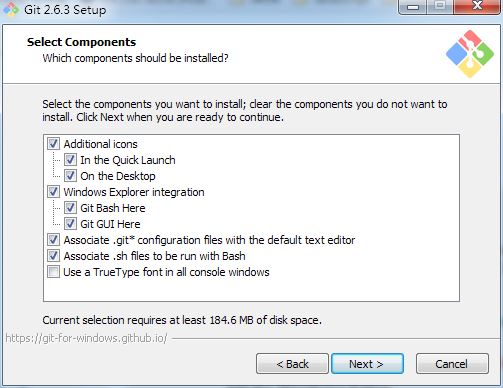 Git 2.6.3 Setup
Select Components
Which components should be installed?
Select the components you want to install; clear the components you do not want to
install. Click Next when you are ready to continue.
Additional icons
In the Quick Launch
On the Desktop
Windows Explorer integration
Git Bash Here
Git GUI Here
Associate .git* configuration files with the default text editor
Associate .sh files to be run with Bash
Use a TrueType font in all console windows
Current selection requires at least 184.6 MB of disk space.
https://git-for-windows.github.io/
< Back
Next >
Cancel